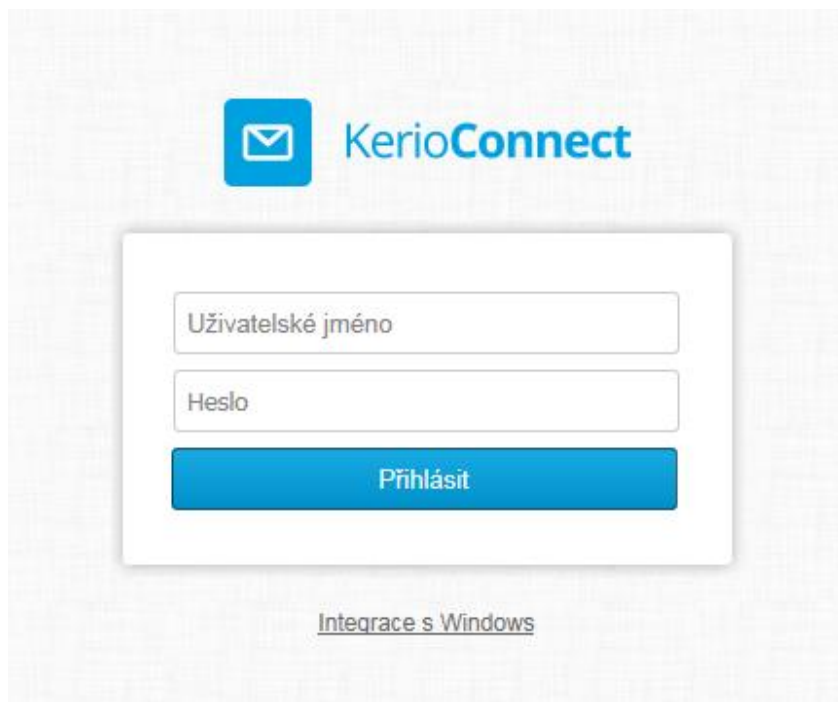 KerioConnect
Uživatelské jméno
Heslo
Přihlásit
Integrace s Windows